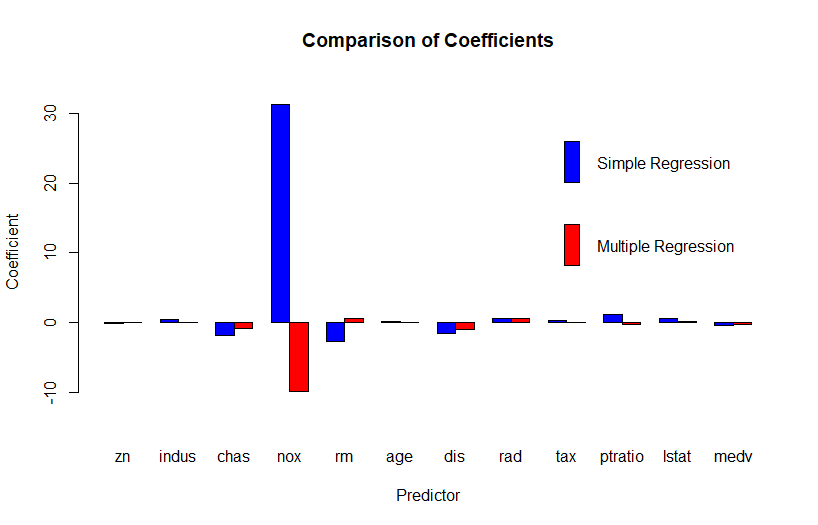 Comparison of Coefficients
Coefficient
30
20
10
0
-10
Simple Regression
Multiple Regression
zn indus chas nox rm age dis rad tax ptratio lstat medv
Predictor